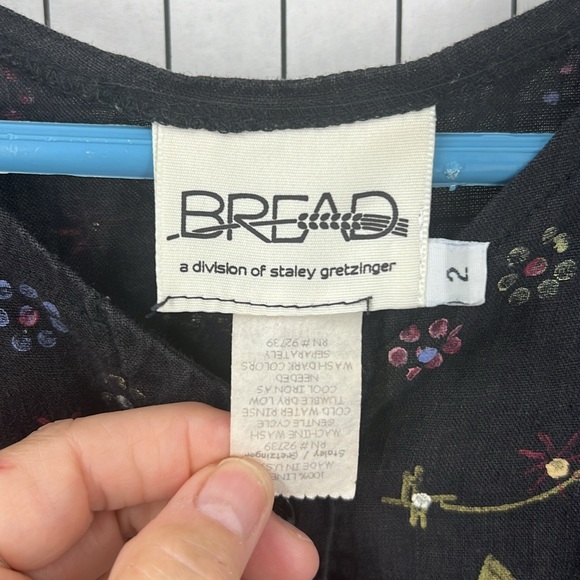 BREAD
a division of staley gretzinger
2
RN # 92739
SEPARATELY
WASH DARK COLORS
NEEDED
COOL IRON AS
TUMBLE DRY LOW
COLD WATER RINSE
GENTLE CYCLE
MACHINE WASH
RN # 92739
Staley / Gretzinger
MADE IN U.S.A.
100% LINEN